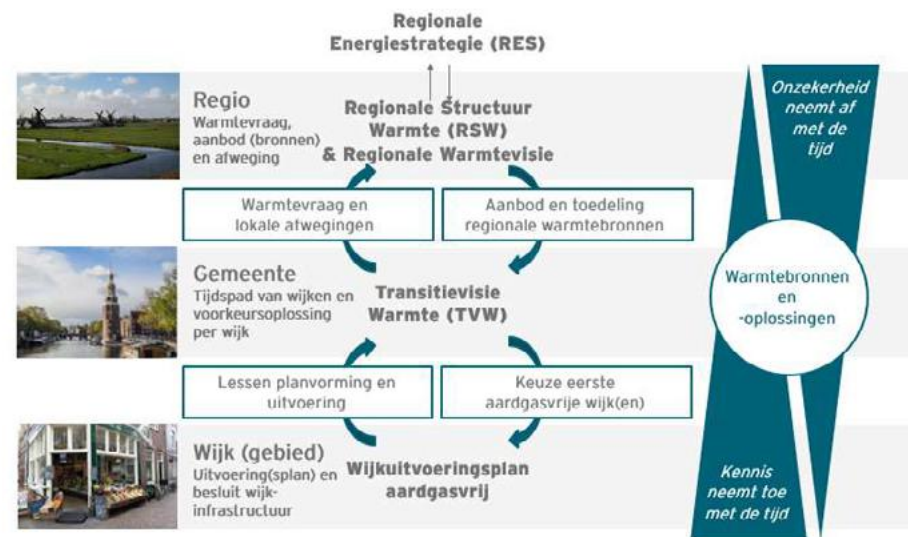 Regionale
Energiestrategie (RES)
Regio
Warmtevraag,
aanbod (bronnen)
en afweging
Regionale Structuur
Warmte (RSW)
& Regionale Warmtevisie
Onzekerheid
neemt af
met de
tijd
Warmtevraag en
lokale afwegingen
Aanbod en toedeling
regionale warmtebronnen
Gemeente
Tijdspad van wijken en
voorkeursoplossing
per wijk
Transitievisie
Warmte (TVW)
Warmtebronnen
en
-oplossingen
Lessen planvorming en
uitvoering
Keuze eerste
aardgasvrije wijk(en)
Wijk (gebied)
Uitvoering(splan) en
besluit wijk-
infrastructuur
Wijkuitvoeringsplan
aardgasvrij
Kennis
neemt toe
met de tijd